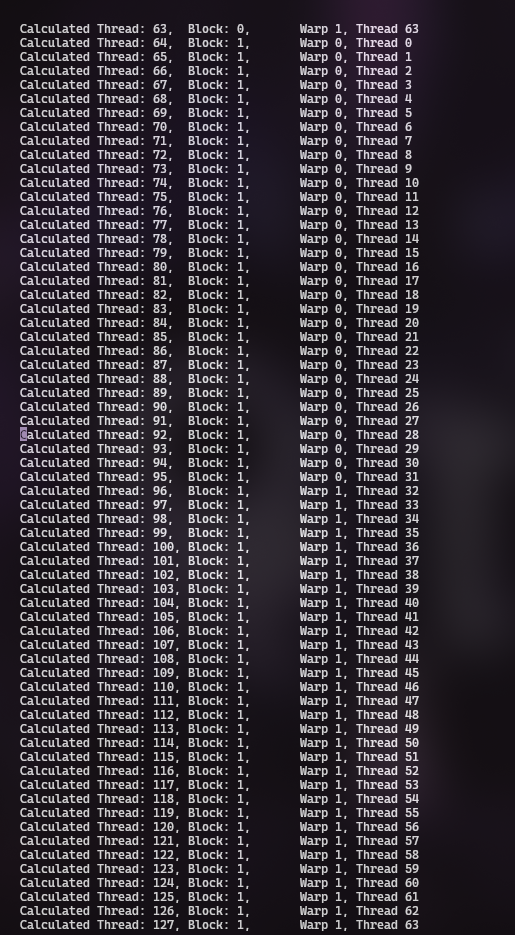 Calculated Thread: 63,  Block: 0,       Warp 1, Thread 63
Calculated Thread: 64,  Block: 1,       Warp 0, Thread 0
Calculated Thread: 65,  Block: 1,       Warp 0, Thread 1
Calculated Thread: 66,  Block: 1,       Warp 0, Thread 2
Calculated Thread: 67,  Block: 1,       Warp 0, Thread 3
Calculated Thread: 68,  Block: 1,       Warp 0, Thread 4
Calculated Thread: 69,  Block: 1,       Warp 0, Thread 5
Calculated Thread: 70,  Block: 1,       Warp 0, Thread 6
Calculated Thread: 71,  Block: 1,       Warp 0, Thread 7
Calculated Thread: 72,  Block: 1,       Warp 0, Thread 8
Calculated Thread: 73,  Block: 1,       Warp 0, Thread 9
Calculated Thread: 74,  Block: 1,       Warp 0, Thread 10
Calculated Thread: 75,  Block: 1,       Warp 0, Thread 11
Calculated Thread: 76,  Block: 1,       Warp 0, Thread 12
Calculated Thread: 77,  Block: 1,       Warp 0, Thread 13
Calculated Thread: 78,  Block: 1,       Warp 0, Thread 14
Calculated Thread: 79,  Block: 1,       Warp 0, Thread 15
Calculated Thread: 80,  Block: 1,       Warp 0, Thread 16
Calculated Thread: 81,  Block: 1,       Warp 0, Thread 17
Calculated Thread: 82,  Block: 1,       Warp 0, Thread 18
Calculated Thread: 83,  Block: 1,       Warp 0, Thread 19
Calculated Thread: 84,  Block: 1,       Warp 0, Thread 20
Calculated Thread: 85,  Block: 1,       Warp 0, Thread 21
Calculated Thread: 86,  Block: 1,       Warp 0, Thread 22
Calculated Thread: 87,  Block: 1,       Warp 0, Thread 23
Calculated Thread: 88,  Block: 1,       Warp 0, Thread 24
Calculated Thread: 89,  Block: 1,       Warp 0, Thread 25
Calculated Thread: 90,  Block: 1,       Warp 0, Thread 26
Calculated Thread: 91,  Block: 1,       Warp 0, Thread 27
Calculated Thread: 92,  Block: 1,       Warp 0, Thread 28
Calculated Thread: 93,  Block: 1,       Warp 0, Thread 29
Calculated Thread: 94,  Block: 1,       Warp 0, Thread 30
Calculated Thread: 95,  Block: 1,       Warp 0, Thread 31
Calculated Thread: 96,  Block: 1,       Warp 1, Thread 32
Calculated Thread: 97,  Block: 1,       Warp 1, Thread 33
Calculated Thread: 98,  Block: 1,       Warp 1, Thread 34
Calculated Thread: 99,  Block: 1,       Warp 1, Thread 35
Calculated Thread: 100, Block: 1,       Warp 1, Thread 36
Calculated Thread: 101, Block: 1,       Warp 1, Thread 37
Calculated Thread: 102, Block: 1,       Warp 1, Thread 38
Calculated Thread: 103, Block: 1,       Warp 1, Thread 39
Calculated Thread: 104, Block: 1,       Warp 1, Thread 40
Calculated Thread: 105, Block: 1,       Warp 1, Thread 41
Calculated Thread: 106, Block: 1,       Warp 1, Thread 42
Calculated Thread: 107, Block: 1,       Warp 1, Thread 43
Calculated Thread: 108, Block: 1,       Warp 1, Thread 44
Calculated Thread: 109, Block: 1,       Warp 1, Thread 45
Calculated Thread: 110, Block: 1,       Warp 1, Thread 46
Calculated Thread: 111, Block: 1,       Warp 1, Thread 47
Calculated Thread: 112, Block: 1,       Warp 1, Thread 48
Calculated Thread: 113, Block: 1,       Warp 1, Thread 49
Calculated Thread: 114, Block: 1,       Warp 1, Thread 50
Calculated Thread: 115, Block: 1,       Warp 1, Thread 51
Calculated Thread: 116, Block: 1,       Warp 1, Thread 52
Calculated Thread: 117, Block: 1,       Warp 1, Thread 53
Calculated Thread: 118, Block: 1,       Warp 1, Thread 54
Calculated Thread: 119, Block: 1,       Warp 1, Thread 55
Calculated Thread: 120, Block: 1,       Warp 1, Thread 56
Calculated Thread: 121, Block: 1,       Warp 1, Thread 57
Calculated Thread: 122, Block: 1,       Warp 1, Thread 58
Calculated Thread: 123, Block: 1,       Warp 1, Thread 59
Calculated Thread: 124, Block: 1,       Warp 1, Thread 60
Calculated Thread: 125, Block: 1,       Warp 1, Thread 61
Calculated Thread: 126, Block: 1,       Warp 1, Thread 62
Calculated Thread: 127, Block: 1,       Warp 1, Thread 63